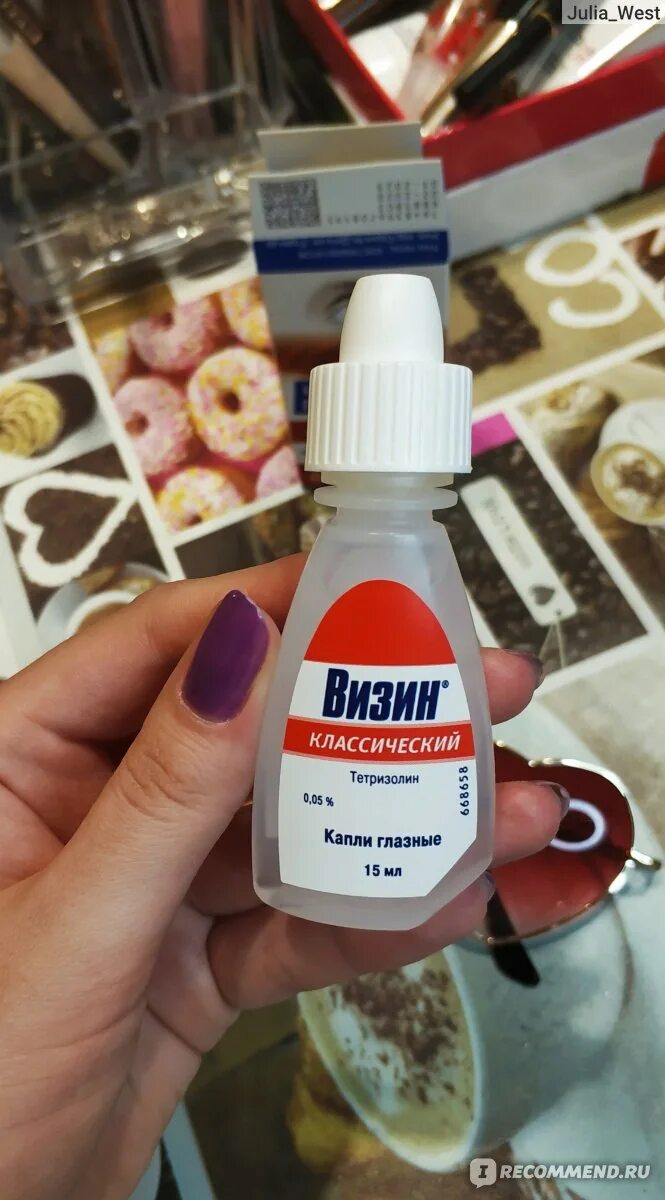 Julia_West
Визин®
КЛАССИЧЕСКИЙ
Тетризолин
0,05 %
668658
Капли глазные
15 мл
I RECOMMEND.RU